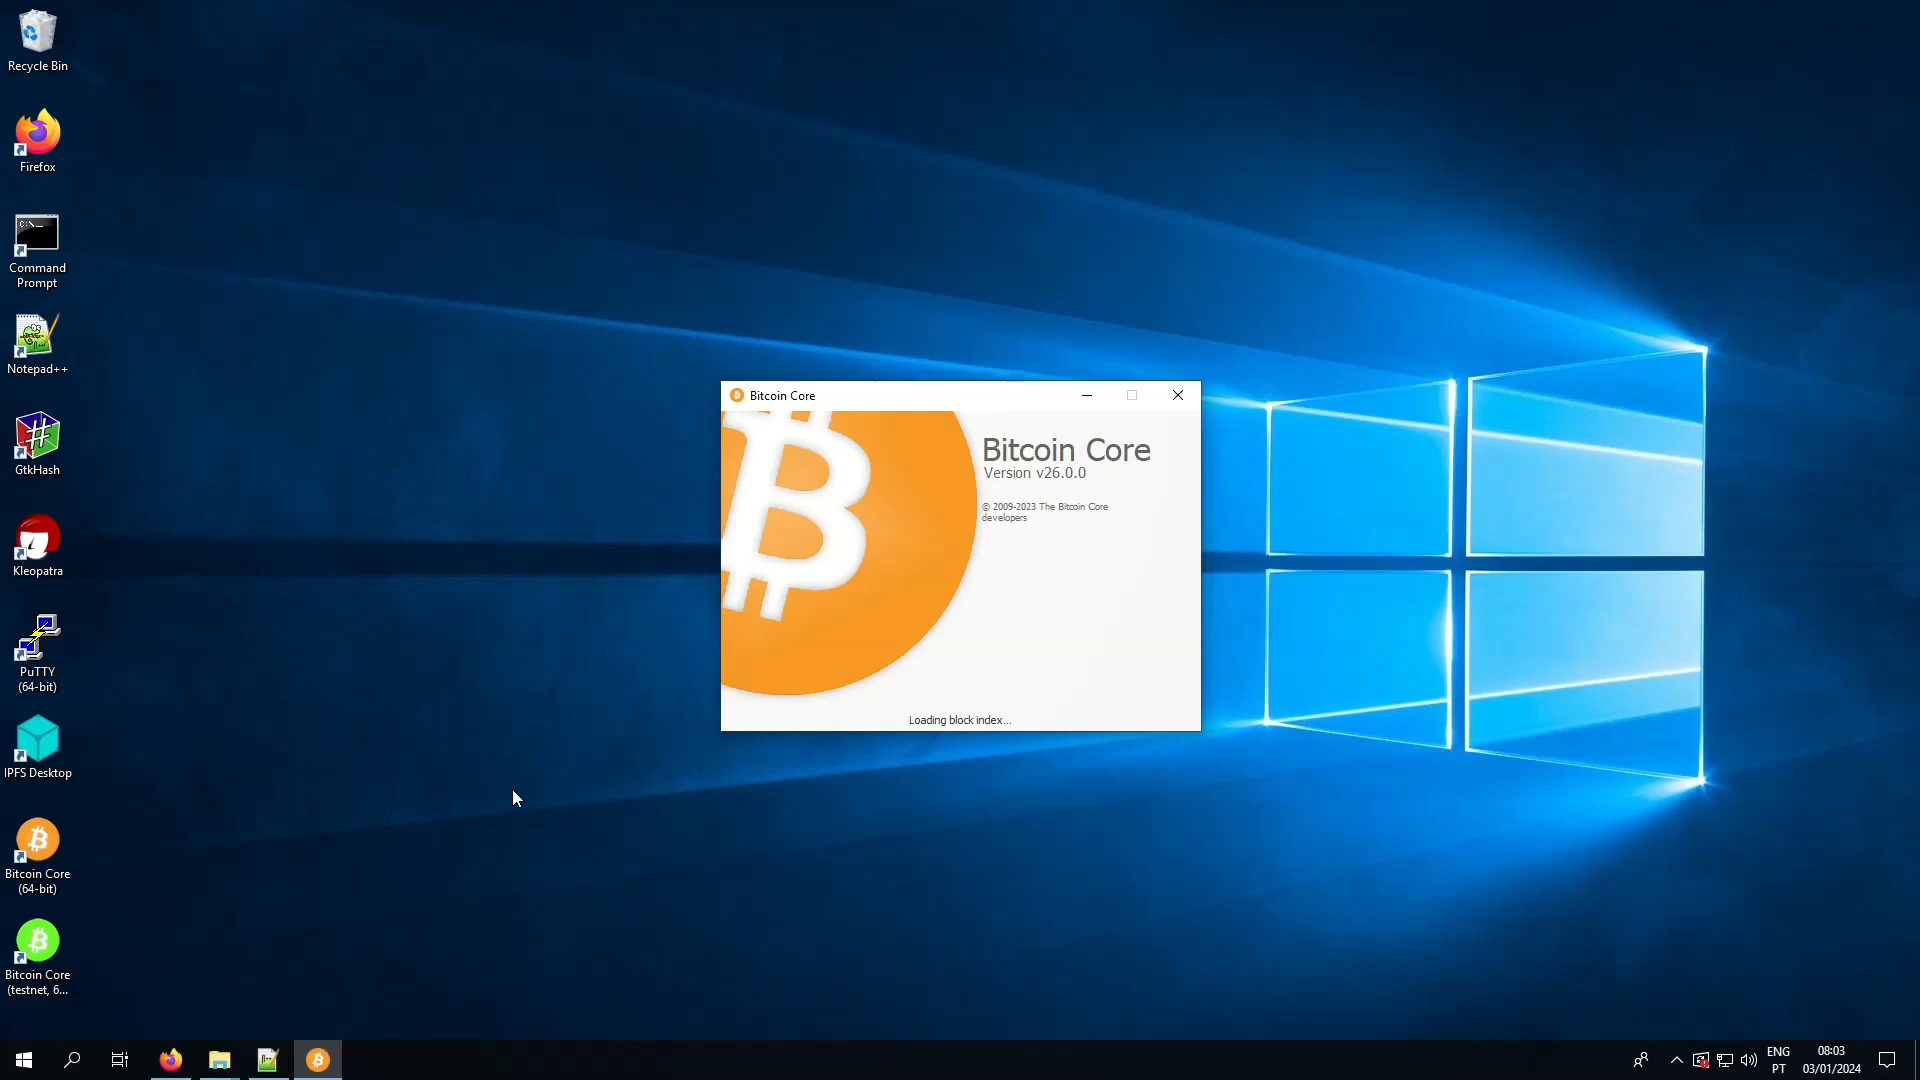 Recycle Bin
Firefox
Command
Prompt
Notepad++
GtkHash
Kleopatra
PuTTY
(64-bit)
IPFS Desktop
Bitcoin Core
(64-bit)
Bitcoin Core
(testnet, 6...
Bitcoin Core
Bitcoin Core
Version v26.0.0
© 2009-2023 The Bitcoin Core
developers
Loading block index...
ENG
PT
08:03
03/01/2024